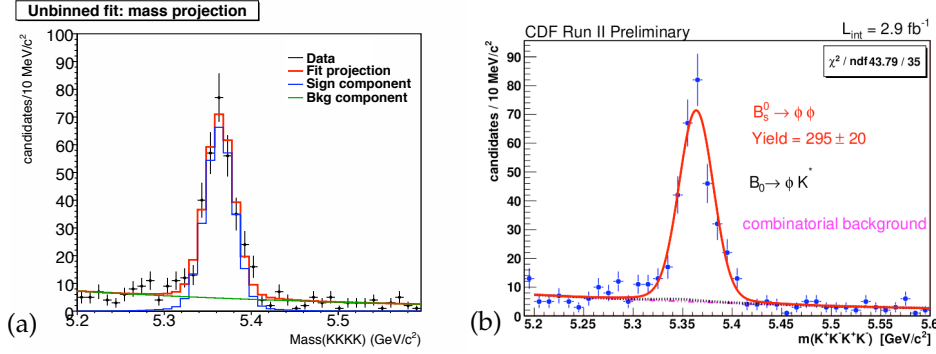 Unbinned fit: mass projection
candidates/10 MeV/c²
100
90
80
70
60
50
40
30
20
10
0
Data
Fit projection
Sign component
Bkg component
5.2
5.3
5.4
5.5
Mass(KKKK) (GeV/c²)
(a)
CDF Run II Preliminary
L_int = 2.9 fb⁻¹
χ² / ndf 43.79 / 35
candidates / 10 MeV/c²
90
80
70
60
50
40
30
20
10
0
B⁰_s → ϕ ϕ
Yield = 295 ± 20
B₀ → ϕ K*
combinatorial background
5.2
5.25
5.3
5.35
5.4
5.45
5.5
5.55
5.6
m(K⁺K⁻K⁺K⁻) [GeV/c²]
(b)